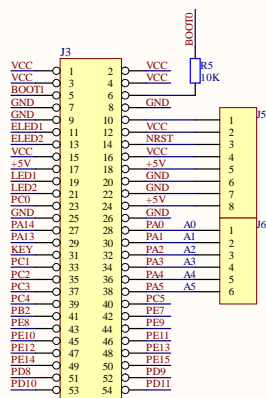 BOOT0
J3
VCC 1 2 VCC R5
VCC 3 4 VCC 10K
BOOT1 5 6
GND 7 8 GND
J5
GND 9 10 1
ELED1 11 12 VCC 2
ELED2 13 14 NRST 3
VCC 15 16 VCC 4
+5V 17 18 +5V 5
LED1 19 20 GND 6
LED2 21 22 GND 7
PC0 23 24 +5V 8
GND 25 26 GND
J6
PA14 27 28 PA0 A0 1
PA13 29 30 PA1 A1 2
KEY 31 32 PA2 A2 3
PC1 33 34 PA3 A3 4
PC2 35 36 PA4 A4 5
PC3 37 38 PA5 A5 6
PC4 39 40 PC5
PB2 41 42 PE7
PE8 43 44 PE9
PE10 45 46 PE11
PE12 47 48 PE13
PE14 49 50 PE15
PD8 51 52 PD9
PD10 53 54 PD11